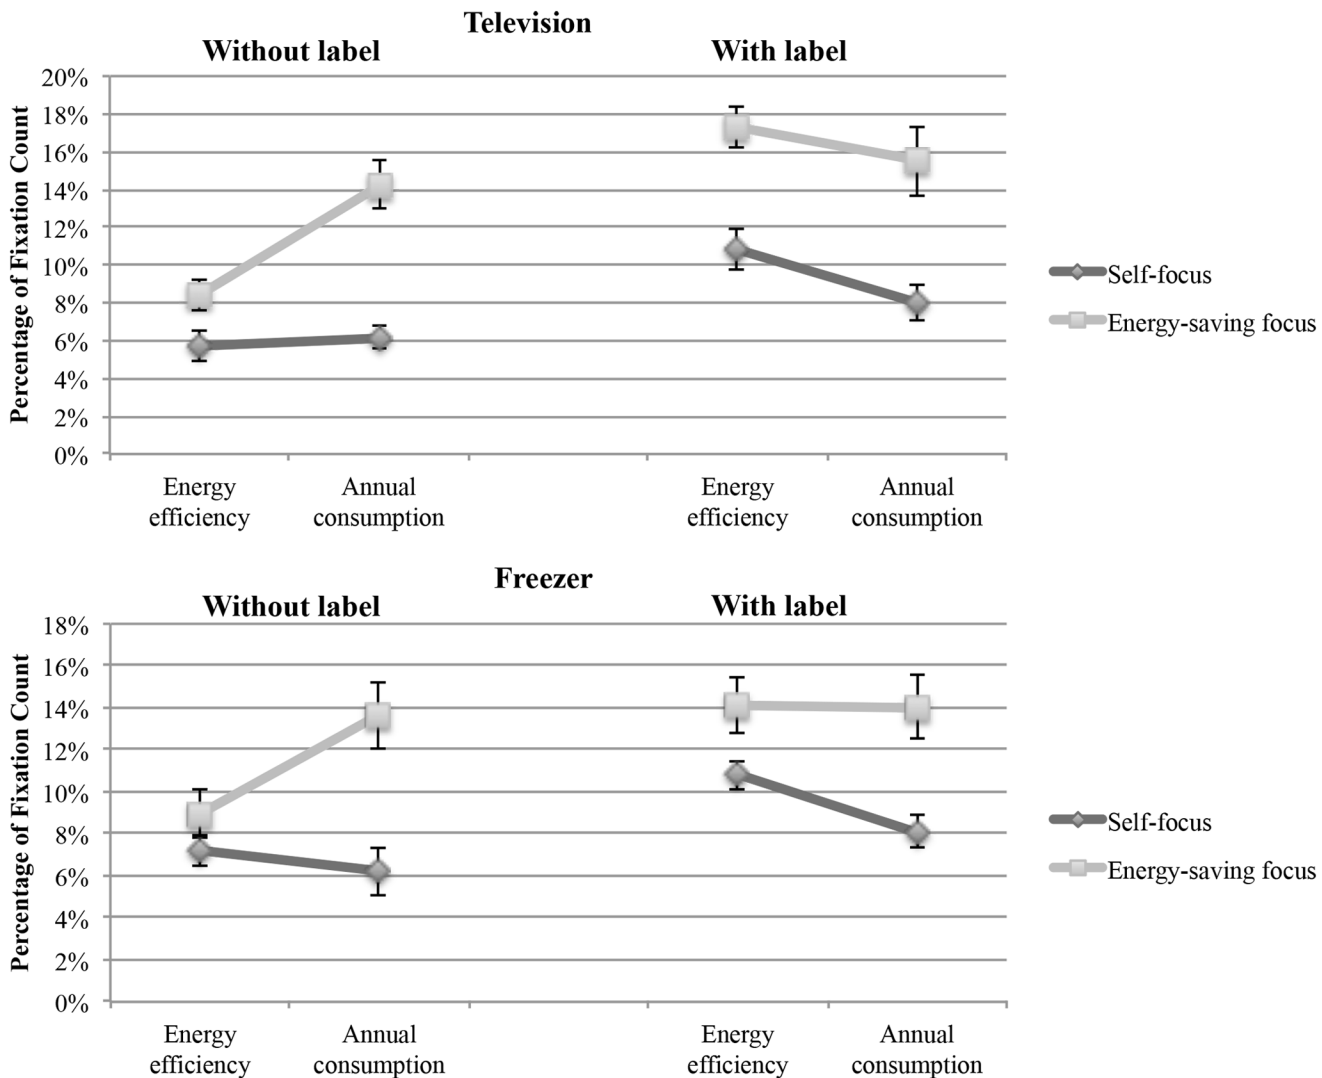 Television
Without label
With label
Percentage of Fixation Count
20%
18%
16%
14%
12%
10%
8%
6%
4%
2%
0%
Energy efficiency
Annual consumption
Energy efficiency
Annual consumption
Self-focus
Energy-saving focus
Freezer
Without label
With label
Percentage of Fixation Count
18%
16%
14%
12%
10%
8%
6%
4%
2%
0%
Energy efficiency
Annual consumption
Energy efficiency
Annual consumption
Self-focus
Energy-saving focus